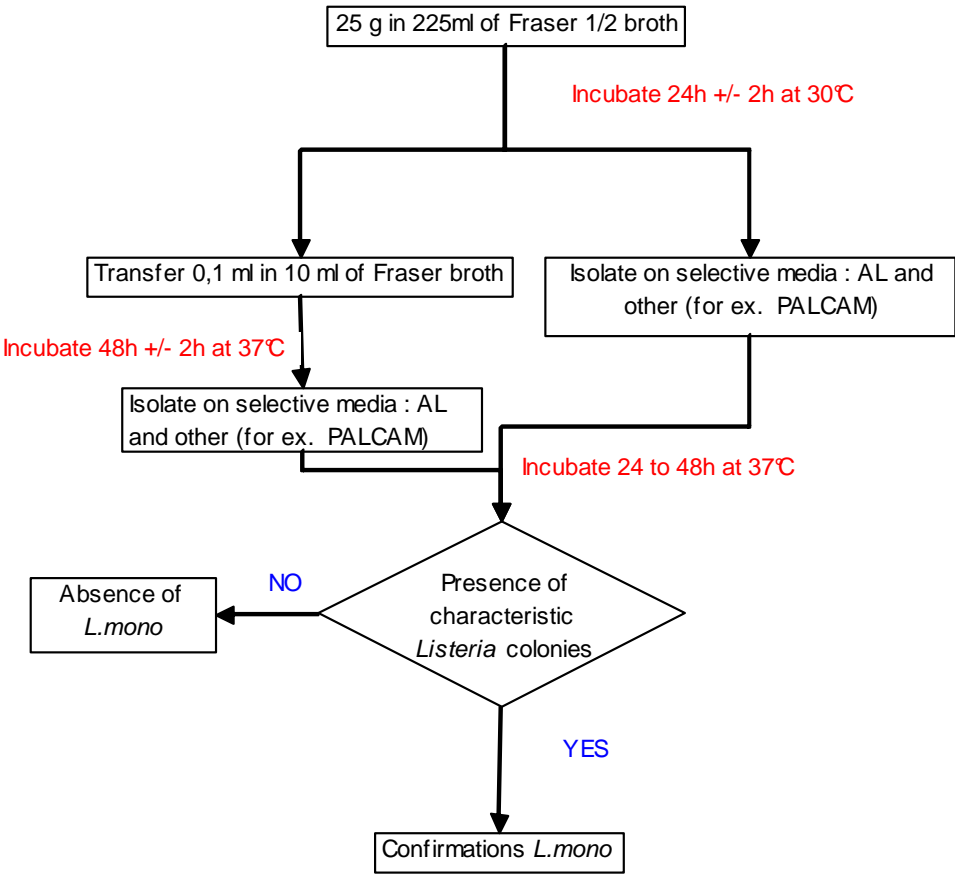 25 g in 225ml of Fraser 1/2 broth
Incubate 24h +/- 2h at 30°C
Transfer 0,1 ml in 10 ml of Fraser broth
Isolate on selective media : AL and
other (for ex. PALCAM)
Incubate 48h +/- 2h at 37°C
Isolate on selective media : AL
and other (for ex. PALCAM)
Incubate 24 to 48h at 37°C
Presence of
characteristic
Listeria colonies
NO
Absence of
L.mono
YES
Confirmations L.mono